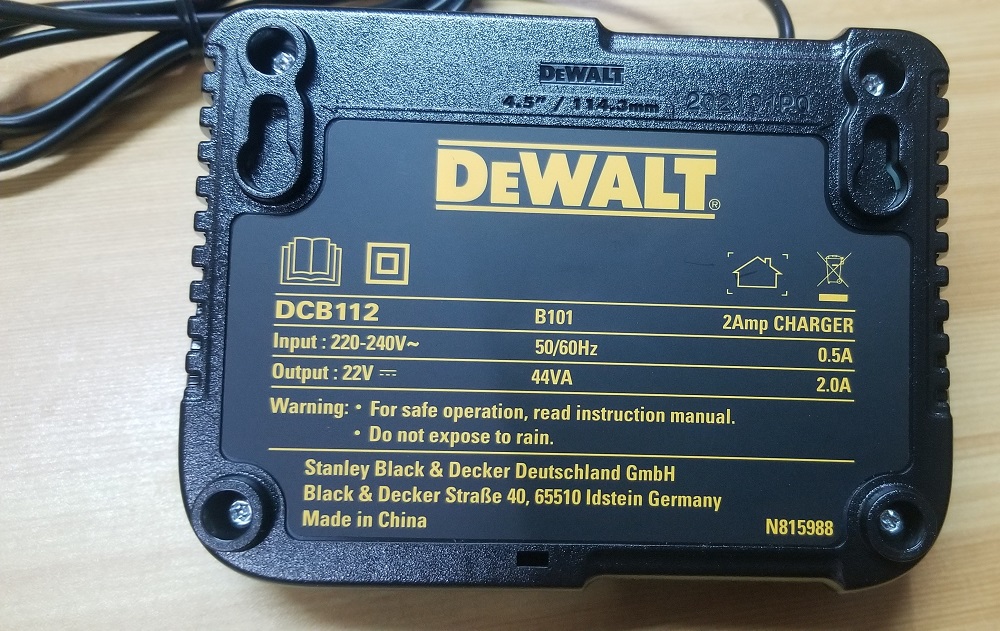 DEWALT
4.5" / 114.3mm
DEWALT®
DCB112 B101 2Amp CHARGER
Input : 220-240V~ 50/60Hz 0.5A
Output : 22V ⎓ 44VA 2.0A
Warning: • For safe operation, read instruction manual.
• Do not expose to rain.
Stanley Black & Decker Deutschland GmbH
Black & Decker Straße 40, 65510 Idstein Germany
Made in China N815988